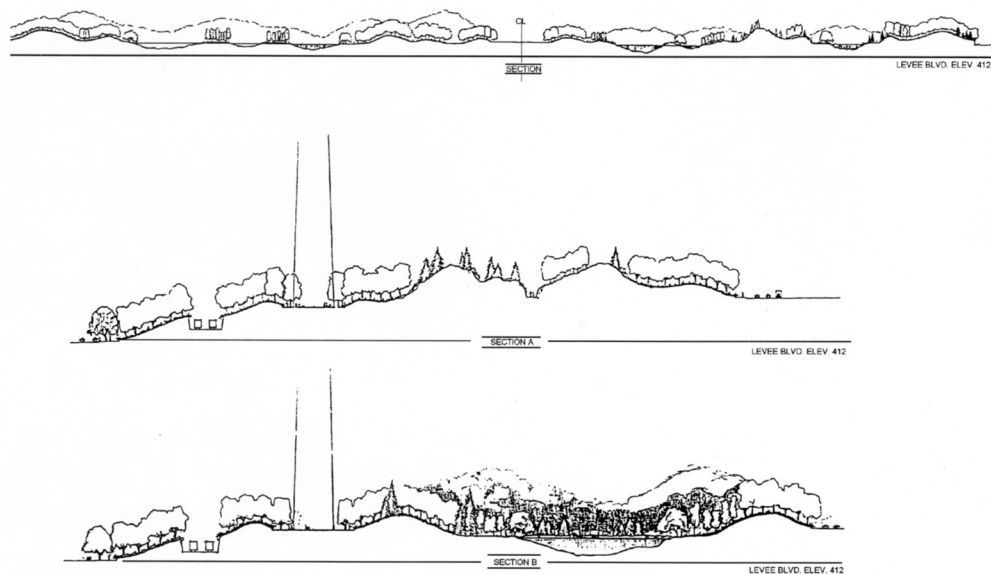 CL
SECTION
LEVEE BLVD. ELEV. 412
SECTION A
LEVEE BLVD. ELEV. 412
SECTION B
LEVEE BLVD. ELEV. 412